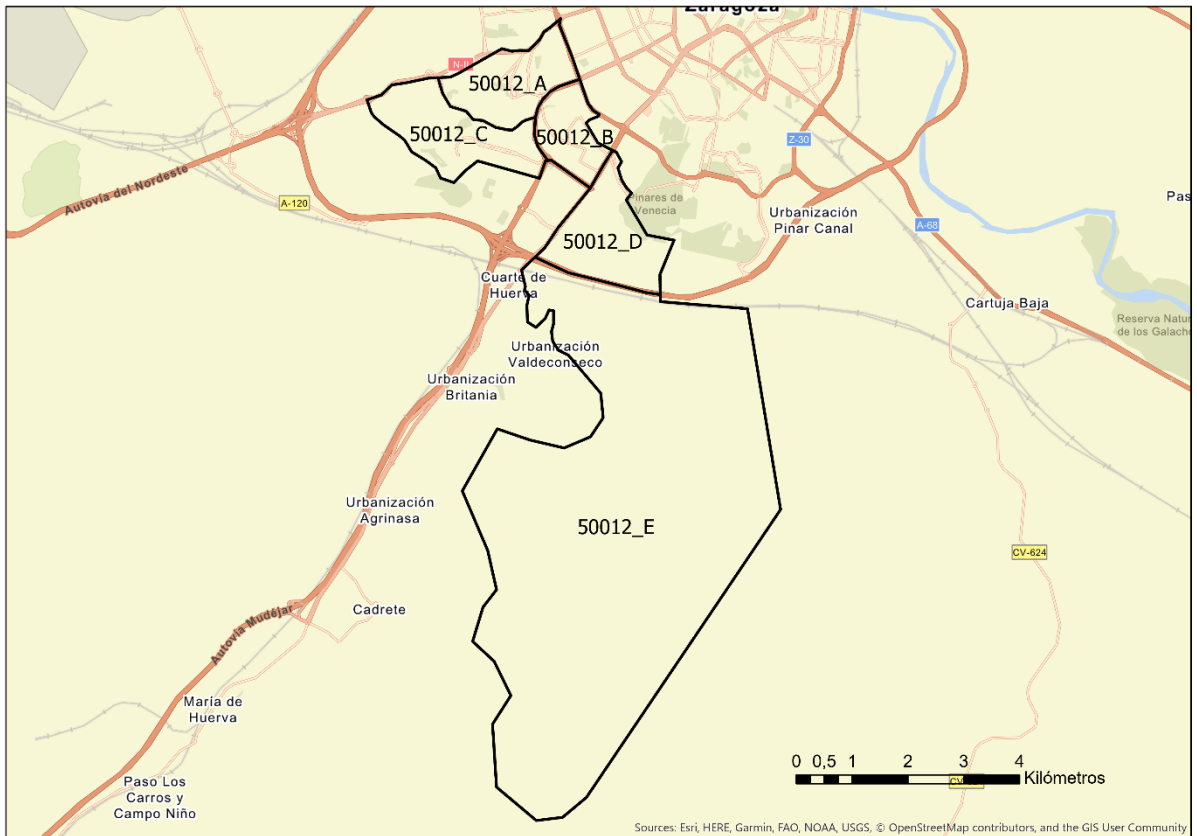 Zaragoza
N-II
50012_A
50012_C
50012_B
Z-30
Autovía del Nordeste
A-120
Pinares de
Venecia
Urbanización
Pinar Canal
Pas
A-68
50012_D
Cuarte de
Huerva
Cartuja Baja
Reserva Natur
de los Galacho
Urbanización
Valdeconseco
Urbanización
Britania
Urbanización
Agrinasa
50012_E
CV-624
Cadrete
Autovía Mudéjar
María de
Huerva
Paso Los
Carros y
Campo Niño
0 0,5 1 2 3 4
Kilómetros
Sources: Esri, HERE, Garmin, FAO, NOAA, USGS, © OpenStreetMap contributors, and the GIS User Community